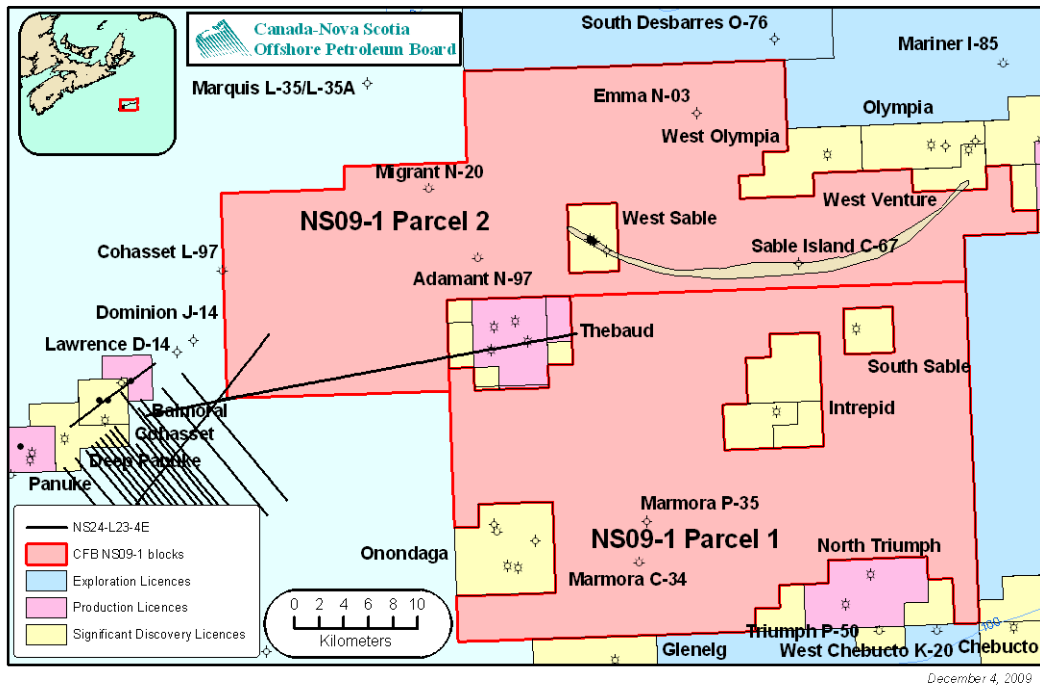 South Desbarres O-76
Canada-Nova Scotia
Offshore Petroleum Board
Mariner I-85
Marquis L-35/L-35A
Emma N-03
Olympia
West Olympia
Migrant N-20
NS09-1 Parcel 2
West Sable
West Venture
Cohasset L-97
Sable Island C-67
Adamant N-97
Dominion J-14
Thebaud
Lawrence D-14
South Sable
Balmoral
Intrepid
Cohasset
Deep Panuke
Panuke
Marmora P-35
NS24-L23-4E
NS09-1 Parcel 1
CFB NS09-1 blocks
Onondaga
North Triumph
Exploration Licences
Marmora C-34
Production Licences
0 2 4 6 8 10
Significant Discovery Licences
Kilometers
100
Triumph P-50
Glenelg
West Chebucto K-20
Chebucto
December 4, 2009